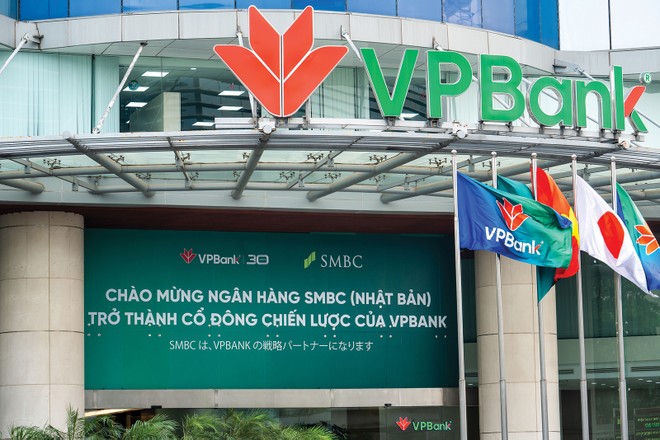 VPBank®
VPBank 30
SMBC
CHÀO MỪNG NGÂN HÀNG SMBC (NHẬT BẢN)
TRỞ THÀNH CỔ ĐÔNG CHIẾN LƯỢC CỦA VPBANK
SMBC は、VPBANK の戦略パートナーになります
VPBank
VPBank